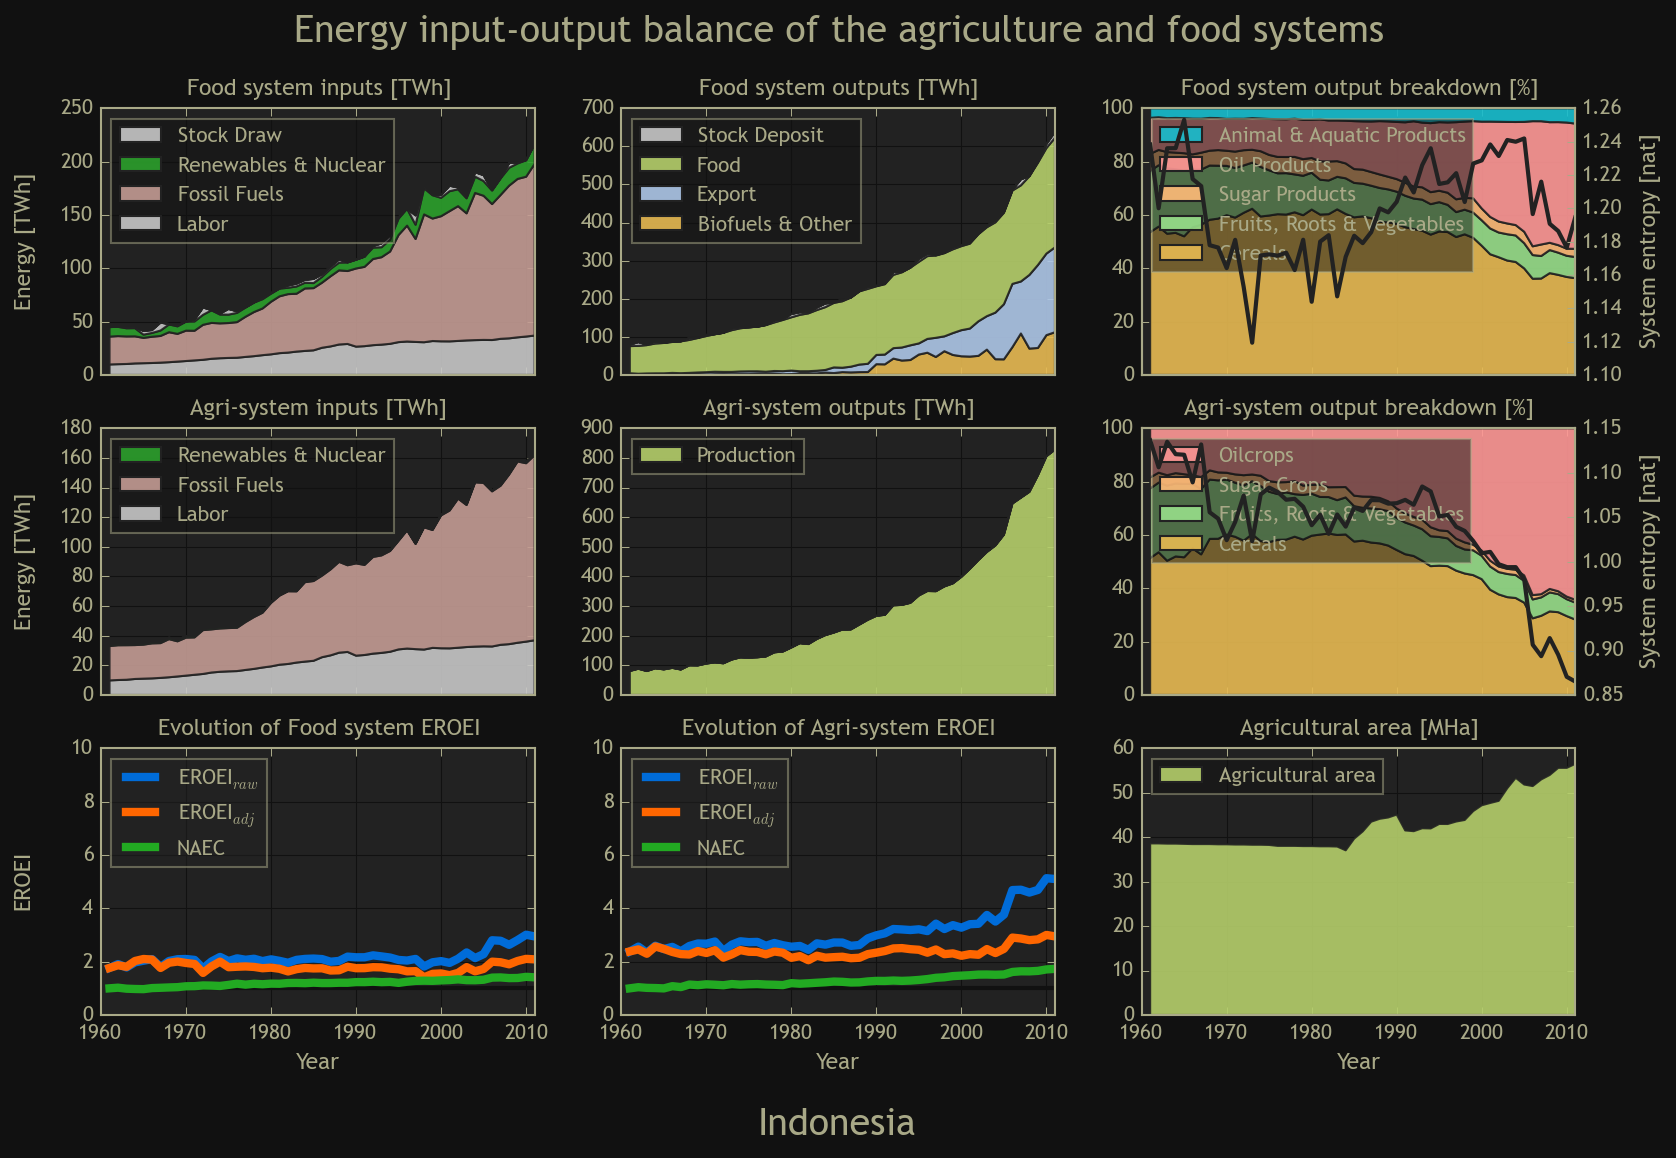 Energy input-output balance of the agriculture and food systems
Food system inputs [TWh]
Energy [TWh]
250
200
150
100
50
0
Stock Draw
Renewables & Nuclear
Fossil Fuels
Labor
Food system outputs [TWh]
700
600
500
400
300
200
100
0
Stock Deposit
Food
Export
Biofuels & Other
Food system output breakdown [%]
100
80
60
40
20
0
Animal & Aquatic Products
Oil Products
Sugar Products
Fruits, Roots & Vegetables
Cereals
1.26
1.24
1.22
1.20
1.18
1.16
1.14
1.12
1.10
System entropy [nat]
Agri-system inputs [TWh]
Energy [TWh]
180
160
140
120
100
80
60
40
20
0
Renewables & Nuclear
Fossil Fuels
Labor
Agri-system outputs [TWh]
900
800
700
600
500
400
300
200
100
0
Production
Agri-system output breakdown [%]
100
80
60
40
20
0
Oilcrops
Sugar Crops
Fruits, Roots & Vegetables
Cereals
1.15
1.10
1.05
1.00
0.95
0.90
0.85
System entropy [nat]
Evolution of Food system EROEI
EROEI
10
8
6
4
2
0
EROEIraw
EROEIadj
NAEC
1960 1970 1980 1990 2000 2010
Year
Evolution of Agri-system EROEI
10
8
6
4
2
0
EROEIraw
EROEIadj
NAEC
1960 1970 1980 1990 2000 2010
Year
Agricultural area [MHa]
60
50
40
30
20
10
0
Agricultural area
1960 1970 1980 1990 2000 2010
Year
Indonesia